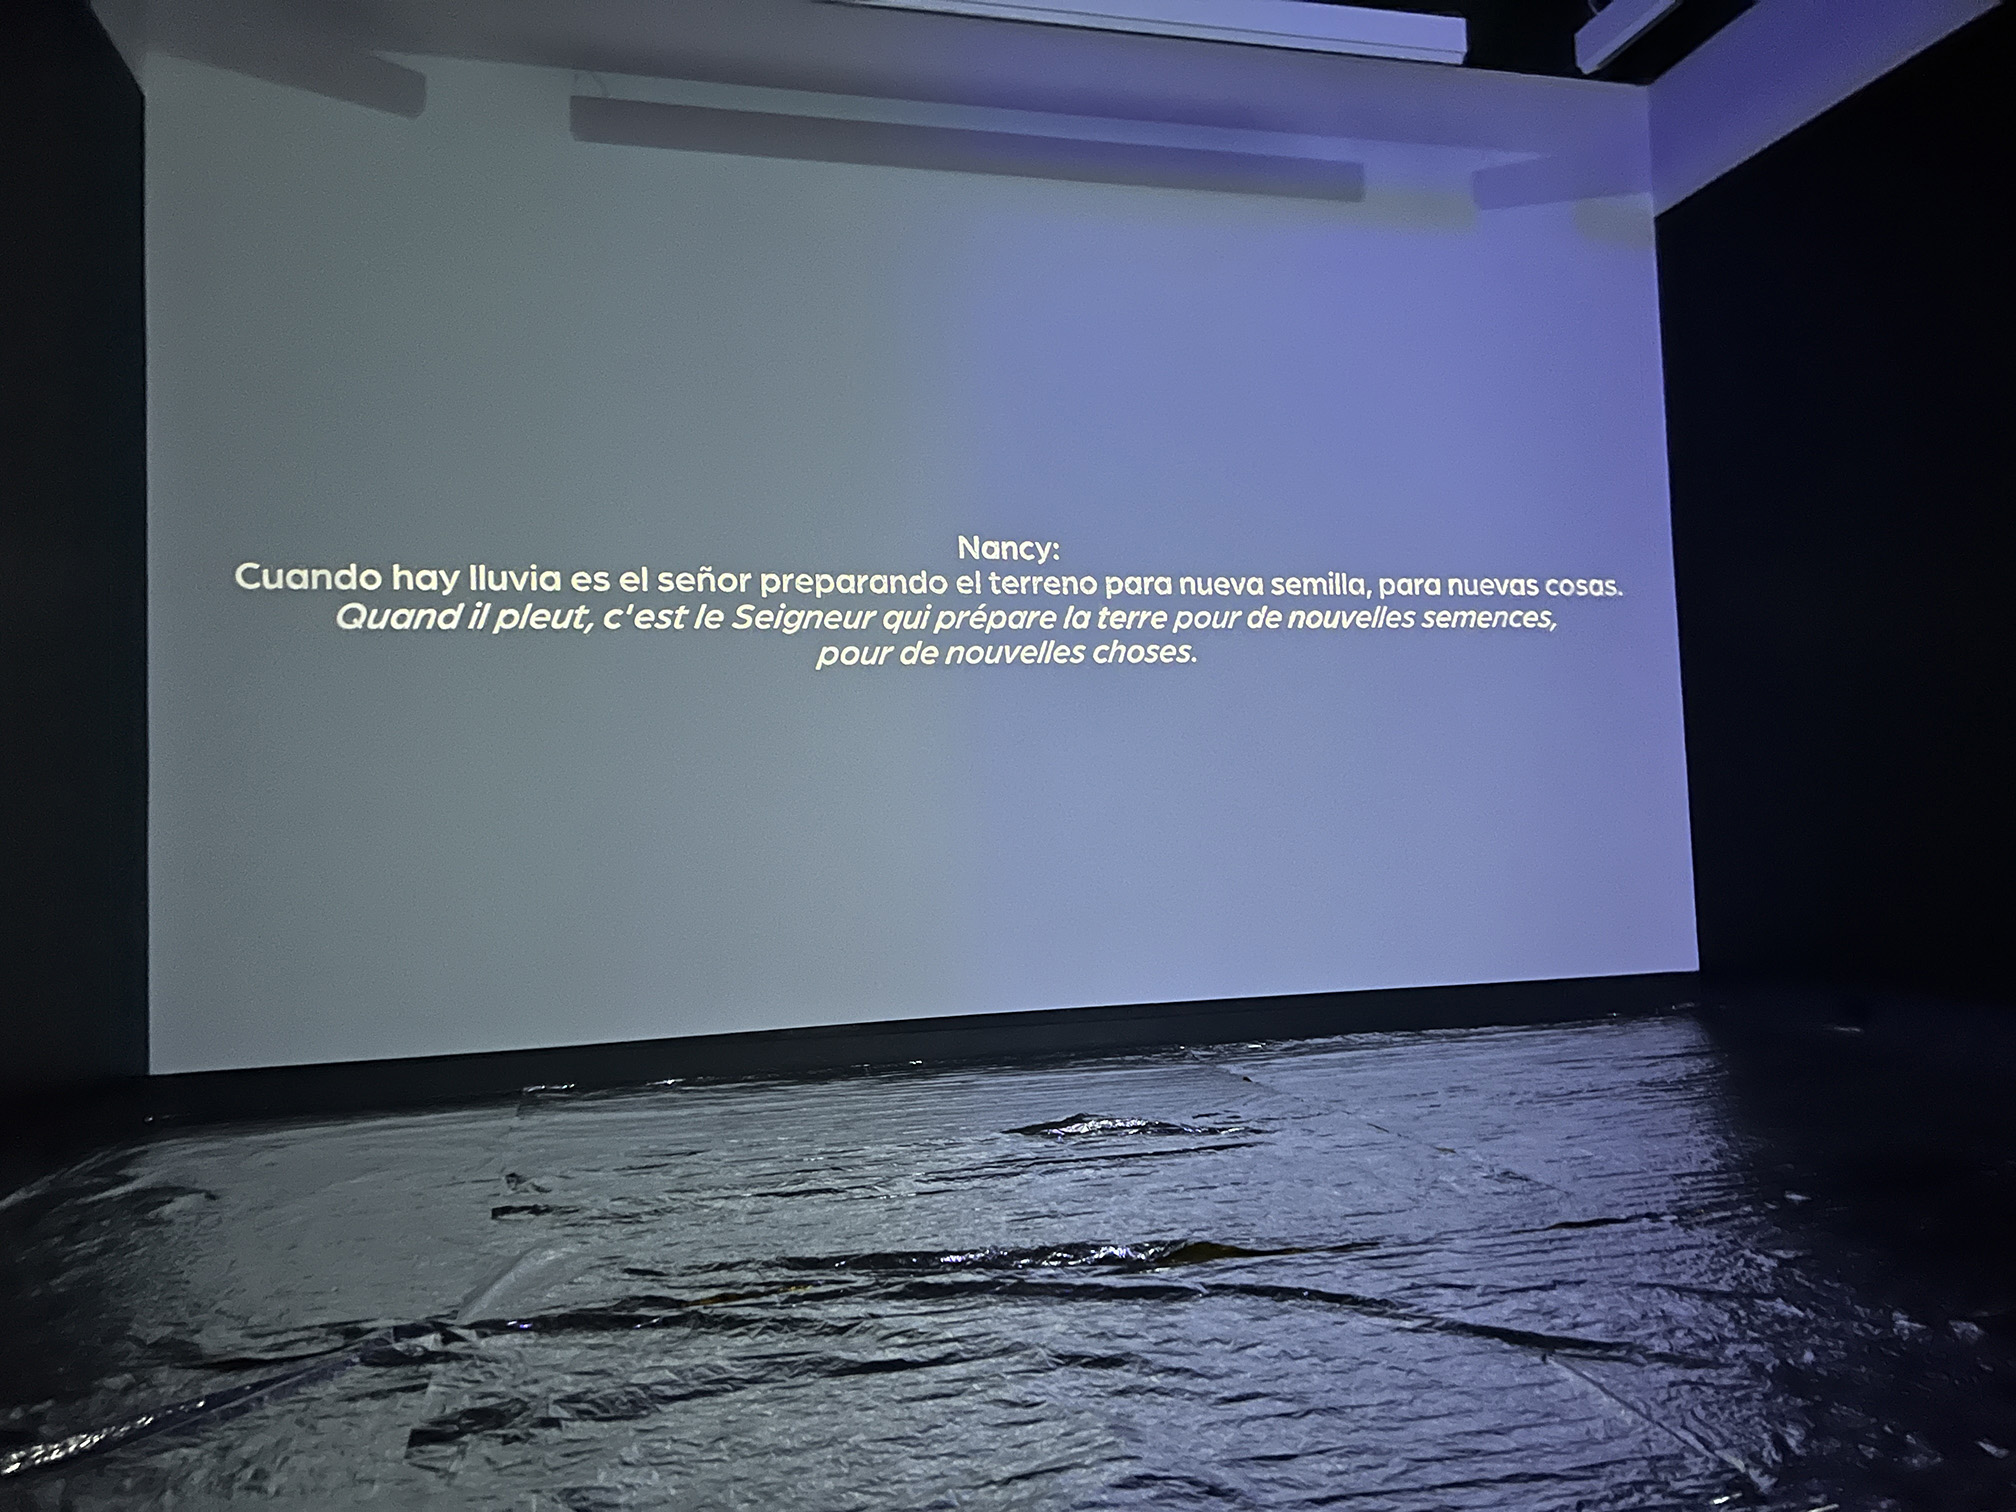 Nancy:
Cuando hay lluvia es el señor preparando el terreno para nueva semilla, para nuevas cosas.
Quand il pleut, c'est le Seigneur qui prépare la terre pour de nouvelles semences,
pour de nouvelles choses.